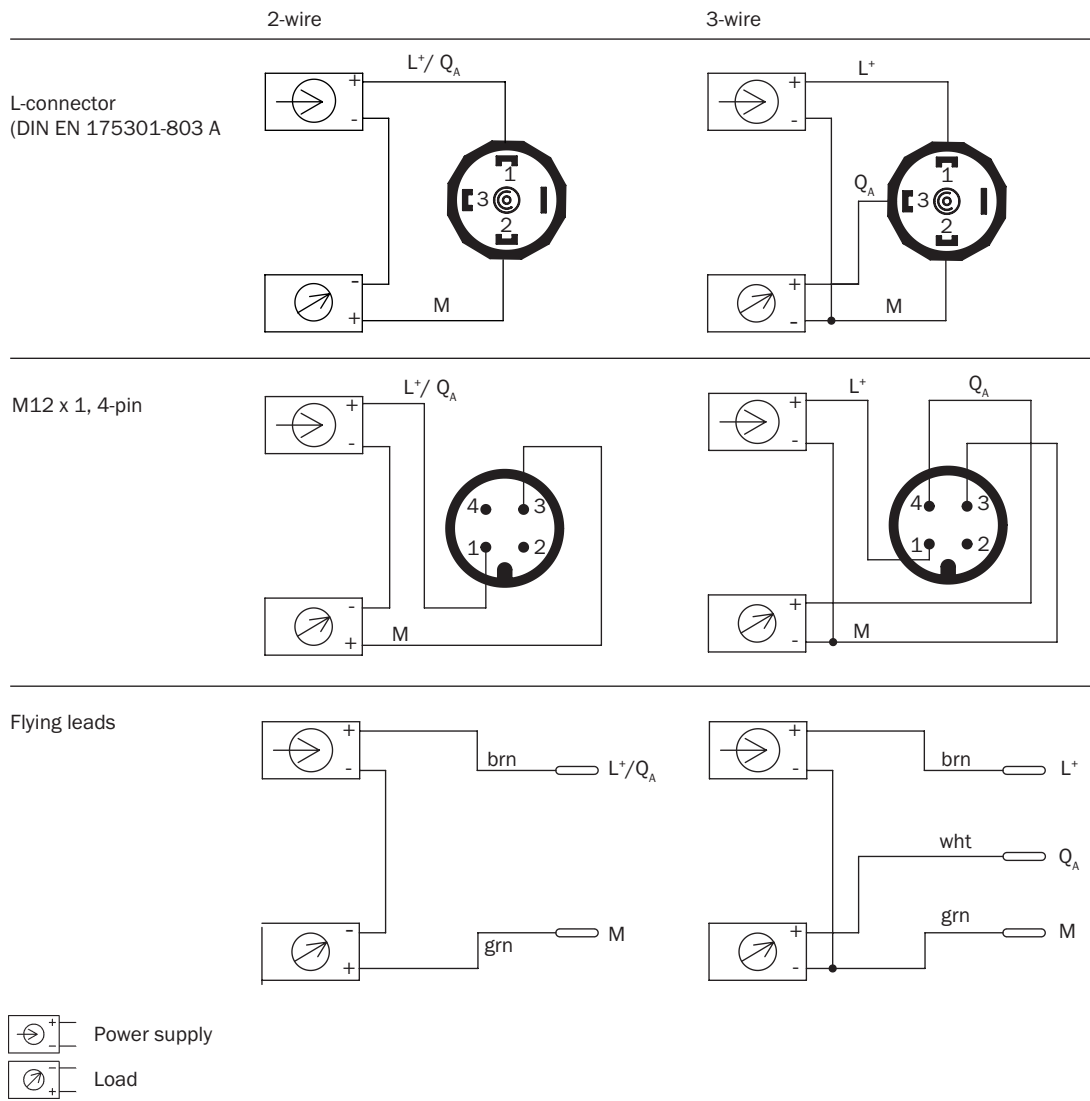 2-wire 3-wire
L-connector
(DIN EN 175301-803 A
+ L⁺/ Q_A
-
1
3
2
-
+ M
+ L⁺
-
1
Q_A 3
2
+
- M
M12 x 1, 4-pin
+ L⁺/ Q_A
-
4 3
1 2
-
+ M
+ L⁺ Q_A
-
4 3
1 2
+
- M
Flying leads
+
- brn L⁺/Q_A
-
+ grn M
+
- brn L⁺
wht Q_A
+ grn M
-
+
- Power supply
-
+ Load